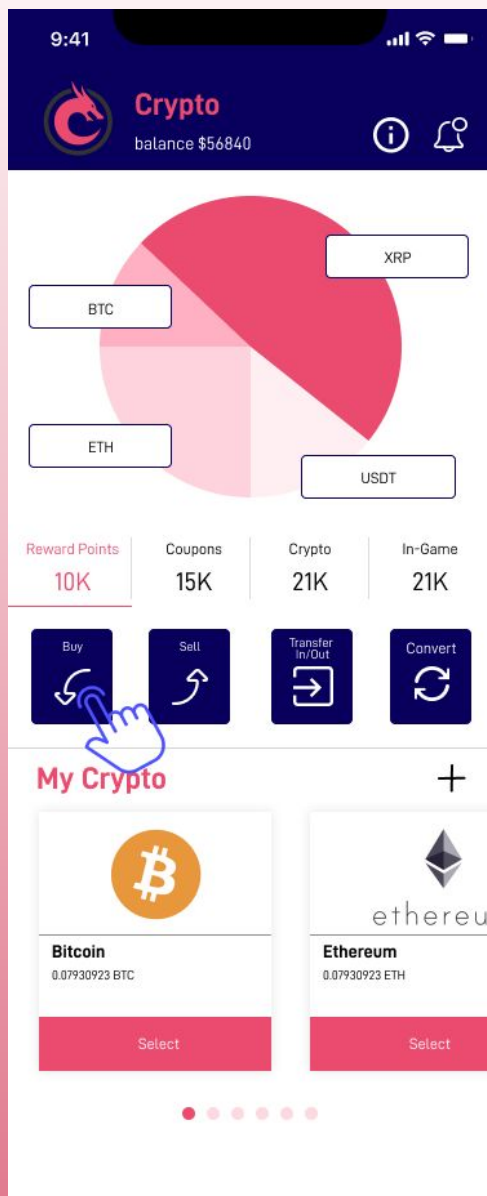 9:41
Crypto
balance $56840
XRP
BTC
ETH
USDT
Reward Points
10K
Coupons
15K
Crypto
21K
In-Game
21K
Buy
Sell
Transfer
In/Out
Convert
My Crypto
Bitcoin
0.07930923 BTC
Select
ethereu
Ethereum
0.07930923 ETH
Select